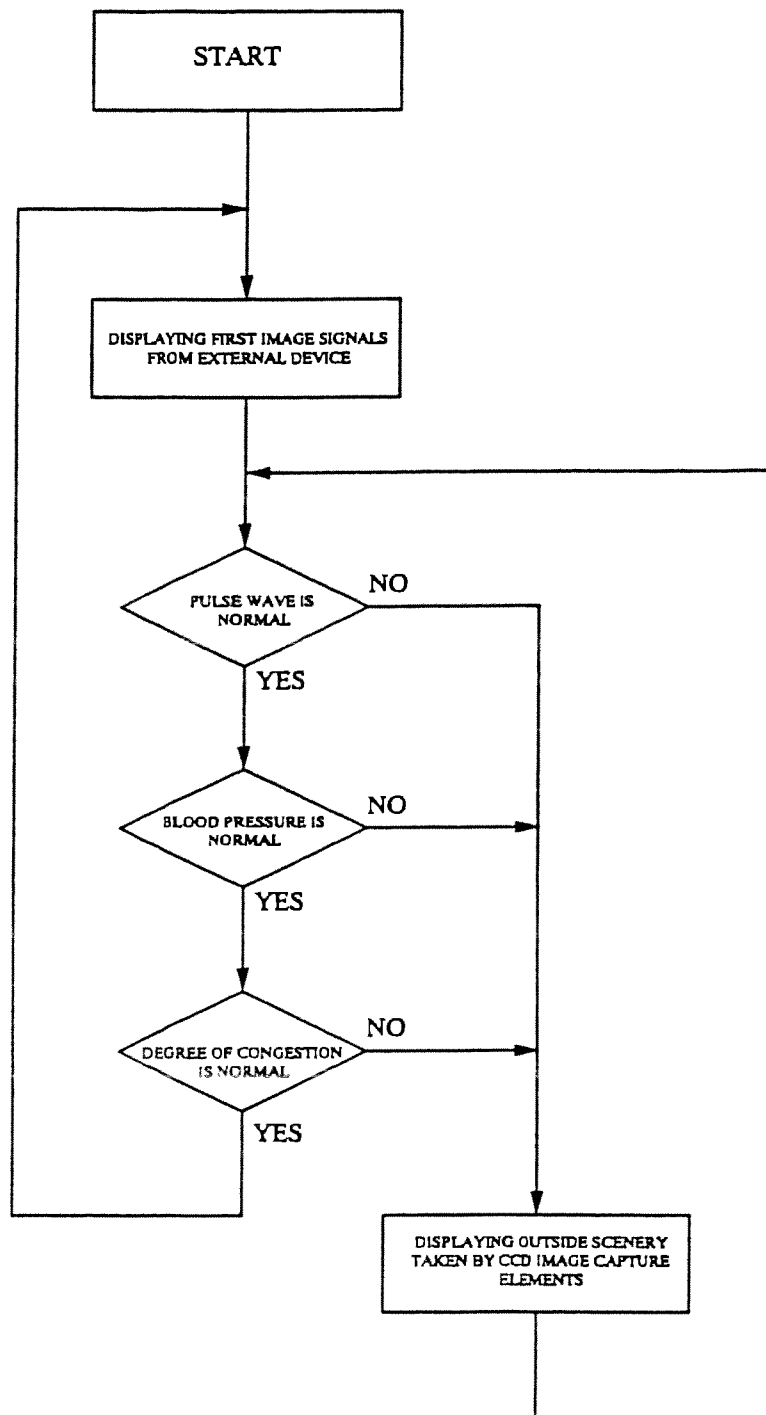 START
DISPLAYING FIRST IMAGE SIGNALS
FROM EXTERNAL DEVICE
PULSE WAVE IS
NORMAL
NO
YES
BLOOD PRESSURE IS
NORMAL
NO
YES
DEGREE OF CONGESTION
IS NORMAL
NO
YES
DISPLAYING OUTSIDE SCENERY
TAKEN BY CCD IMAGE CAPTURE
ELEMENTS